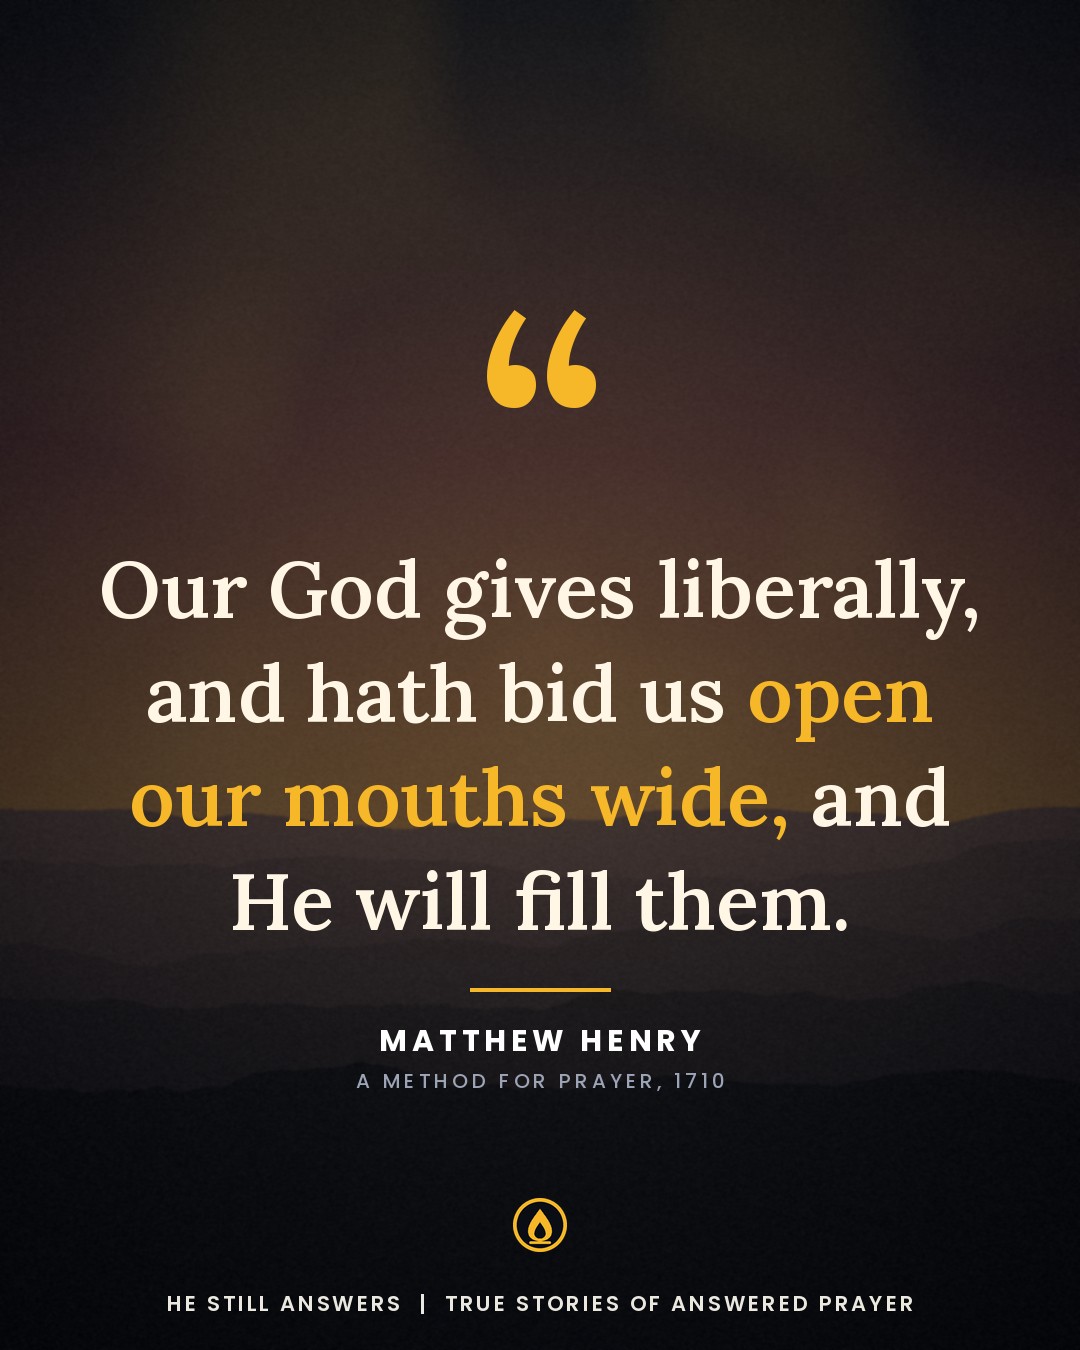 “
Our God gives liberally,
and hath bid us open
our mouths wide, and
He will fill them.
MATTHEW HENRY
A METHOD FOR PRAYER, 1710
HE STILL ANSWERS | TRUE STORIES OF ANSWERED PRAYER